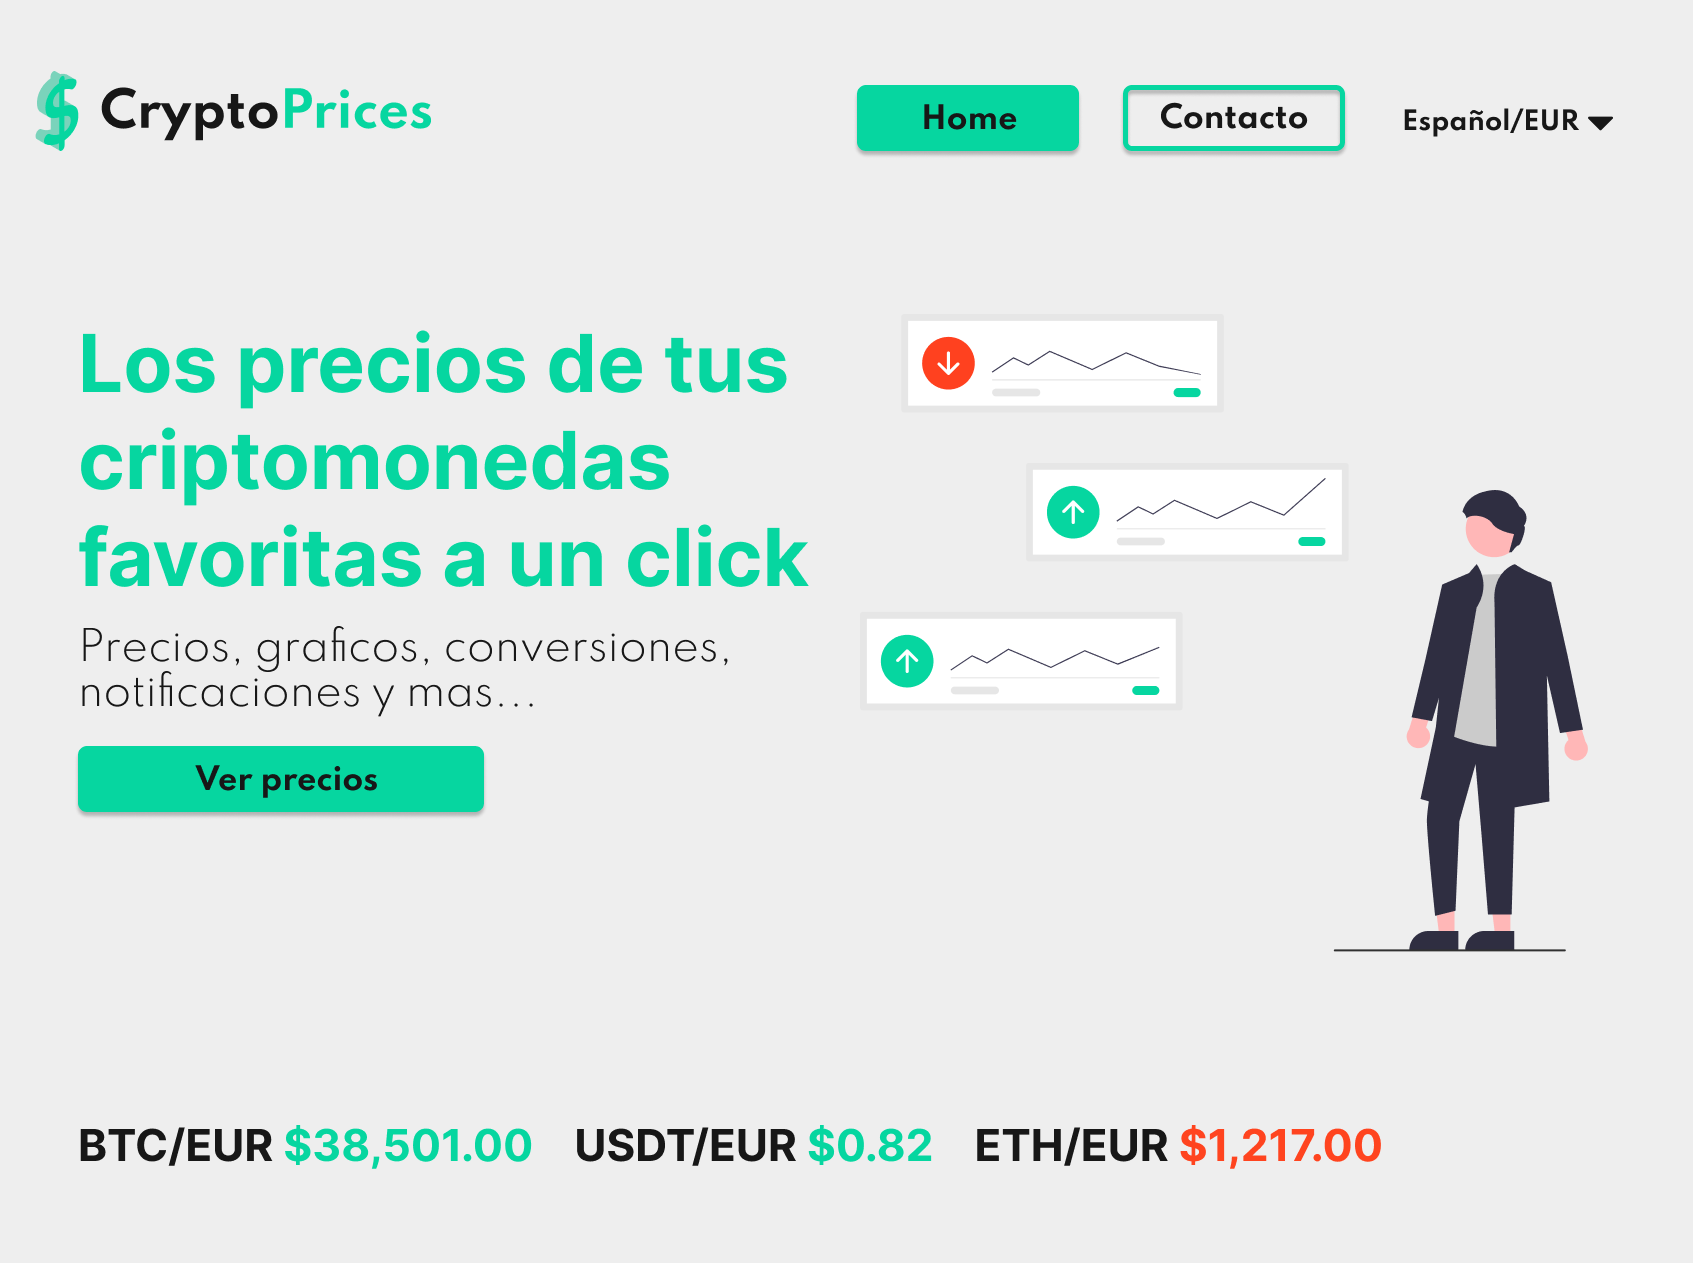 CryptoPrices
Home
Contacto
Español/EUR
Los precios de tus
criptomonedas
favoritas a un click
Precios, graficos, conversiones,
notificaciones y mas...
Ver precios
BTC/EUR $38,501.00 USDT/EUR $0.82 ETH/EUR $1,217.00